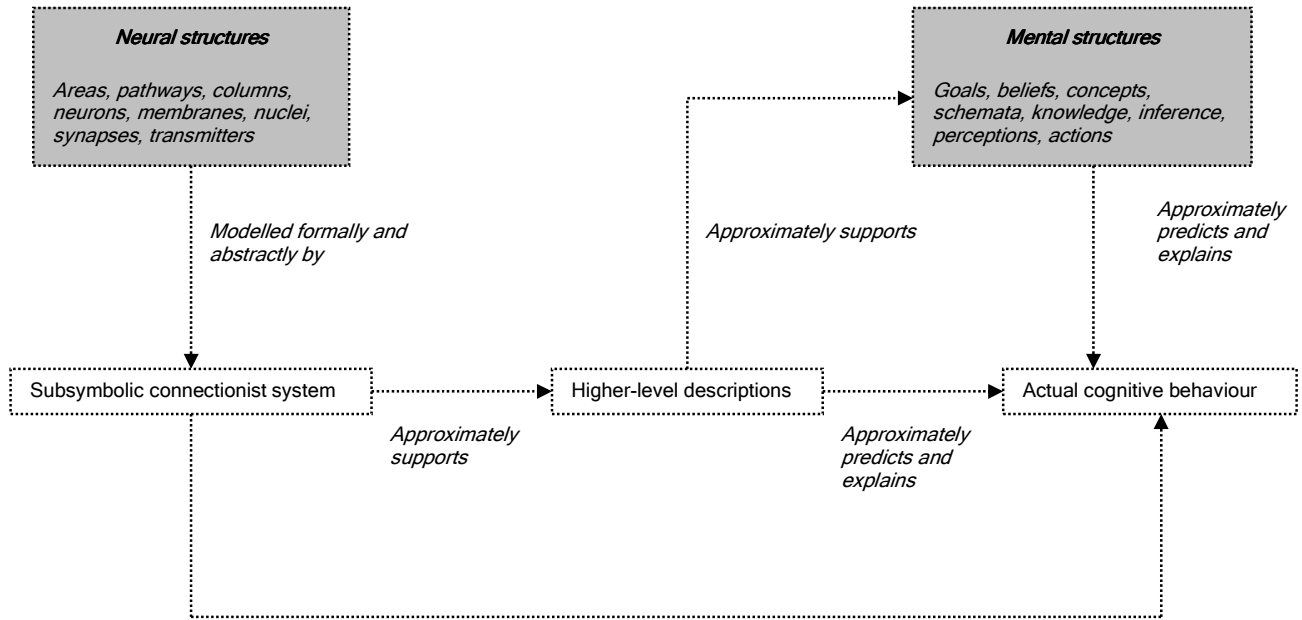 Neural structures
Areas, pathways, columns,
neurons, membranes, nuclei,
synapses, transmitters
Mental structures
Goals, beliefs, concepts,
schemata, knowledge, inference,
perceptions, actions
Modelled formally and
abstractly by
Approximately supports
Approximately
predicts and
explains
Subsymbolic connectionist system
Higher-level descriptions
Actual cognitive behaviour
Approximately
supports
Approximately
predicts and
explains